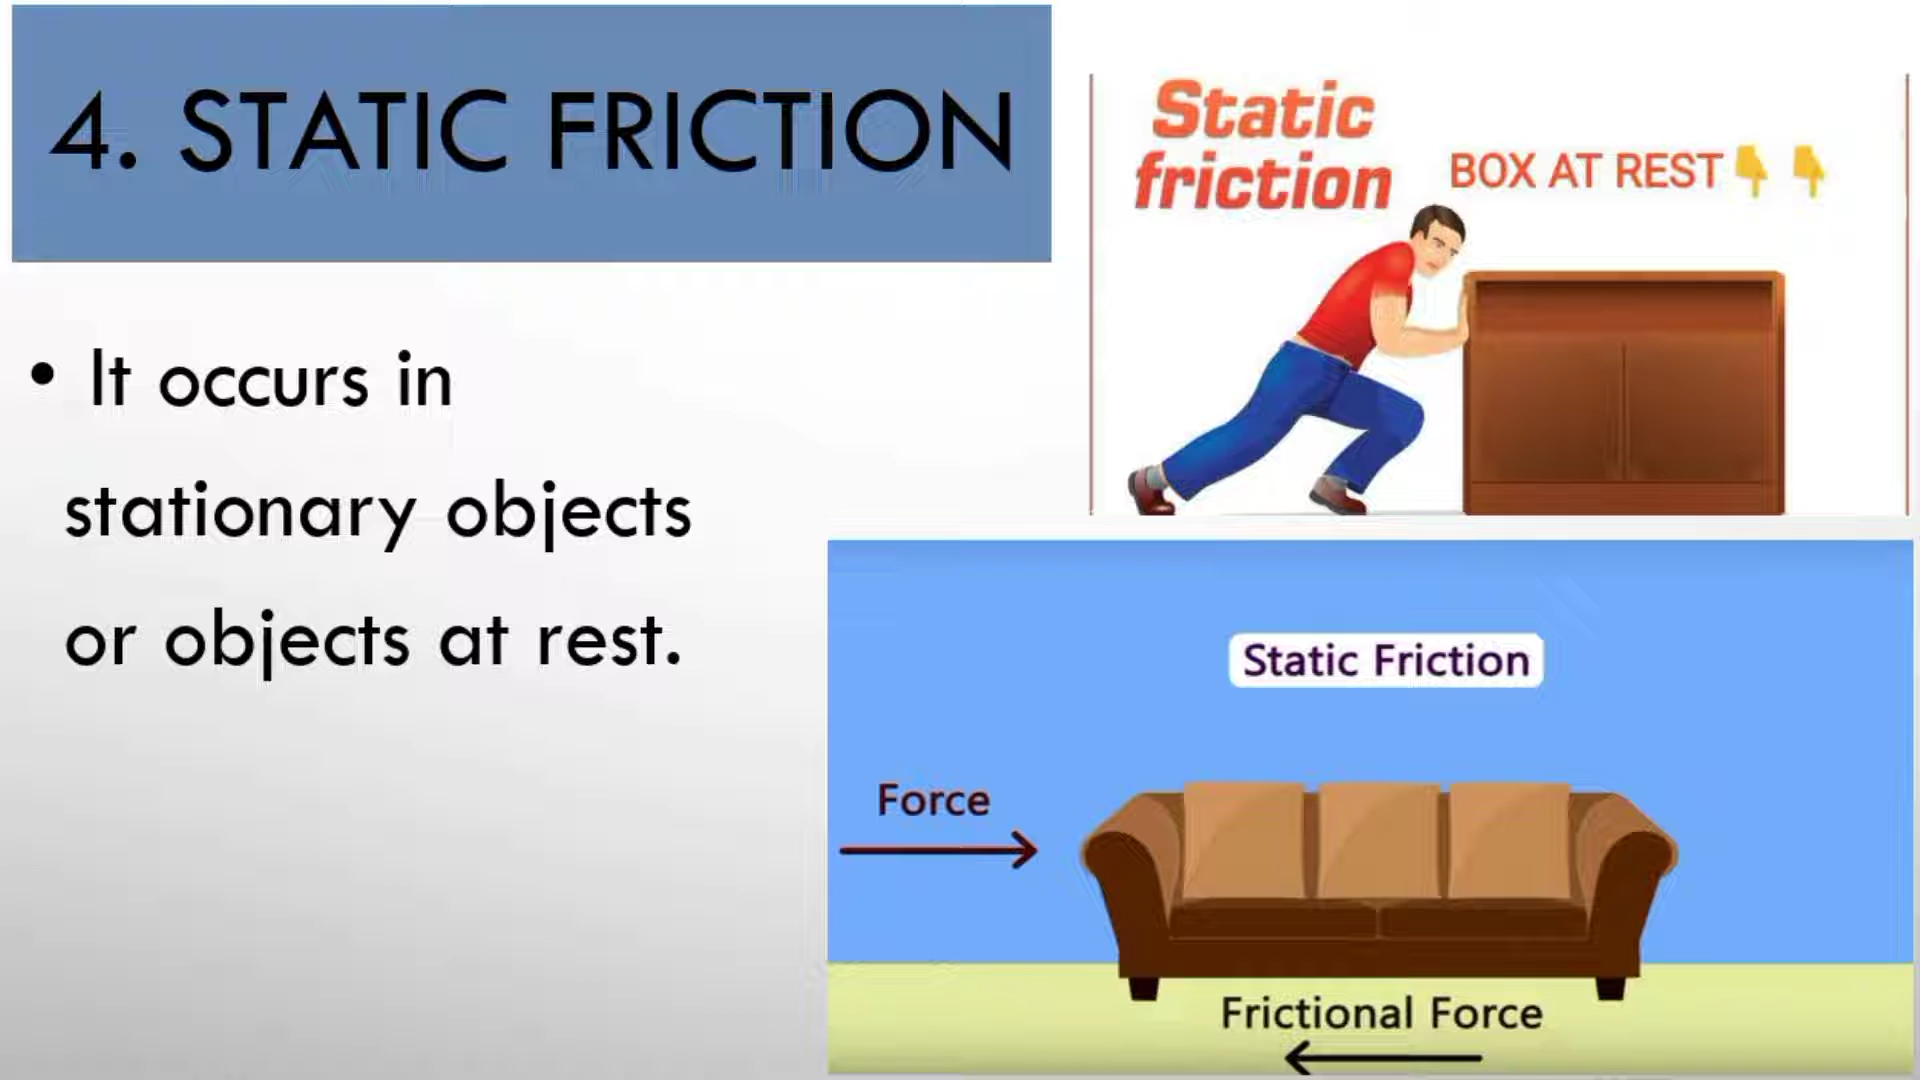 4. STATIC FRICTION
• It occurs in
stationary objects
or objects at rest.
Static
friction
BOX AT REST👇 👇
Static Friction
Force
Frictional Force